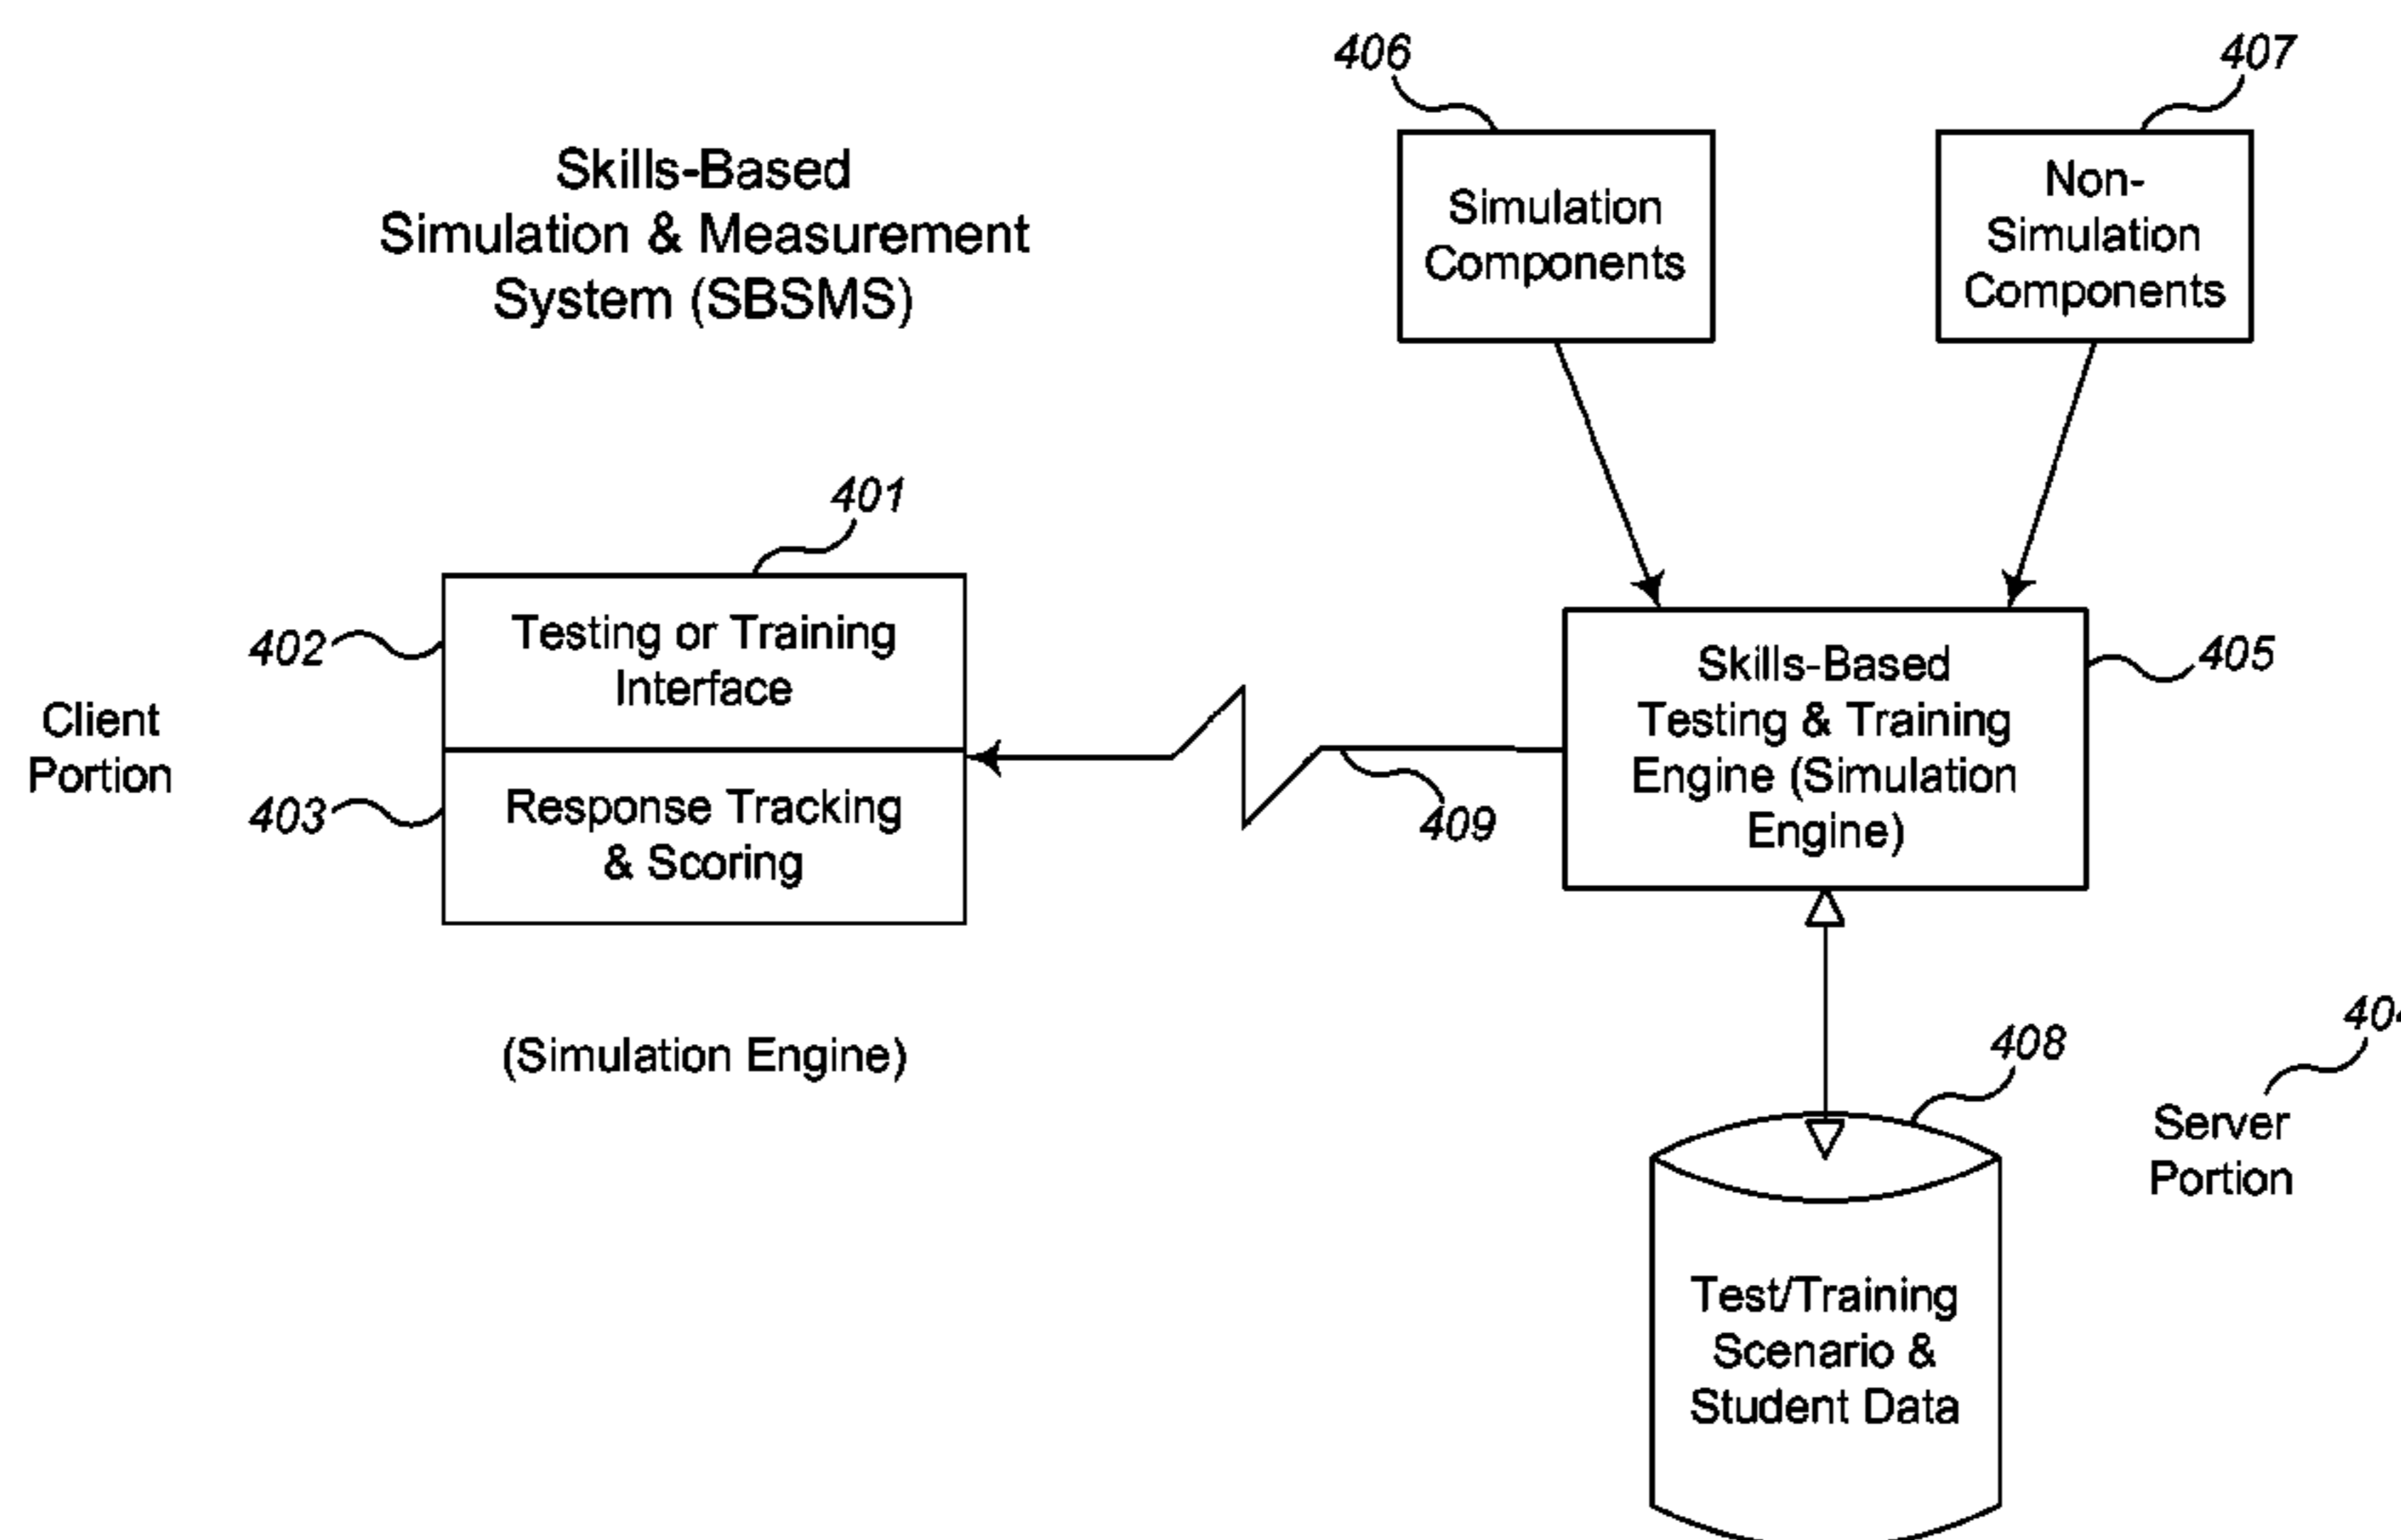 406
407
Skills-Based
Simulation & Measurement
System (SBSMS)
Simulation
Components
Non-
Simulation
Components
401
402
Testing or Training
Interface
Client
Portion
403
Response Tracking
& Scoring
409
Skills-Based
Testing & Training
Engine (Simulation
Engine)
405
(Simulation Engine)
408
404
Server
Portion
Test/Training
Scenario &
Student Data